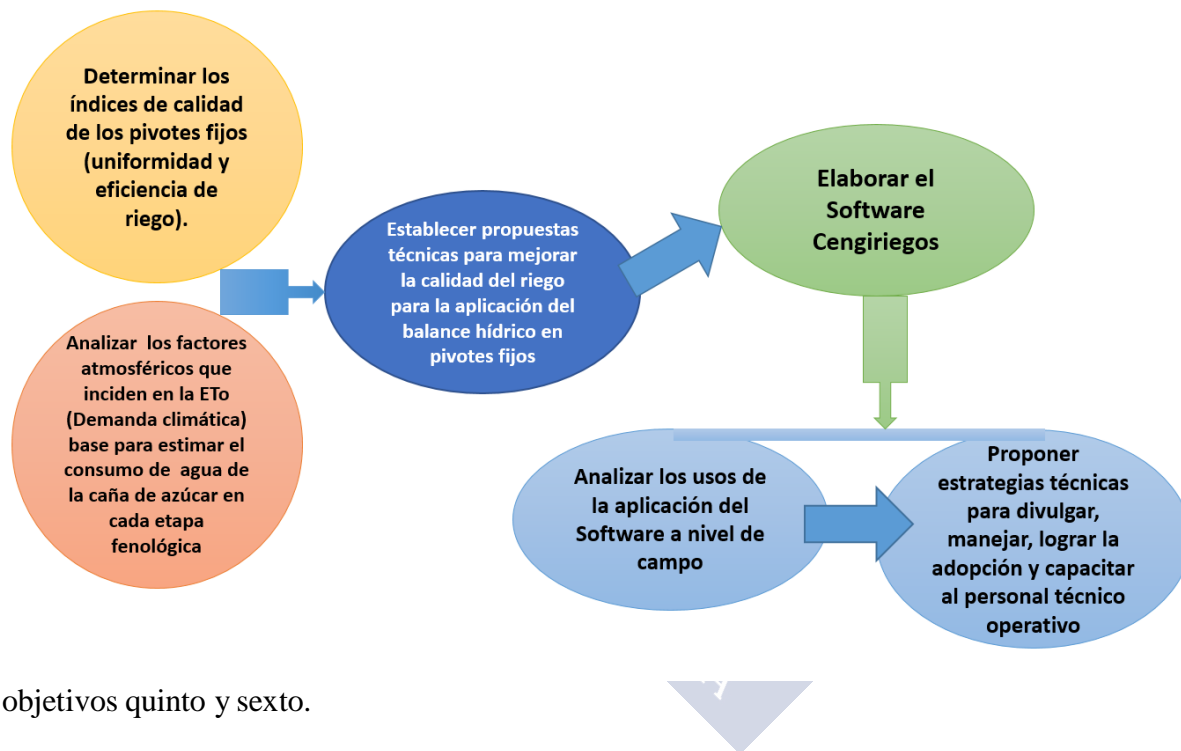 Determinar los
índices de calidad
de los pivotes fijos
(uniformidad y
eficiencia de
riego).
Analizar los factores
atmosféricos que
inciden en la ETo
(Demanda climática)
base para estimar el
consumo de agua de
la caña de azúcar en
cada etapa
fenológica
Establecer propuestas
técnicas para mejorar
la calidad del riego
para la aplicación del
balance hídrico en
pivotes fijos
Elaborar el
Software
Cengiriegos
Analizar los usos de
la aplicación del
Software a nivel de
campo
Proponer
estrategias técnicas
para divulgar,
manejar, lograr la
adopción y capacitar
al personal técnico
operativo
objetivos quinto y sexto.